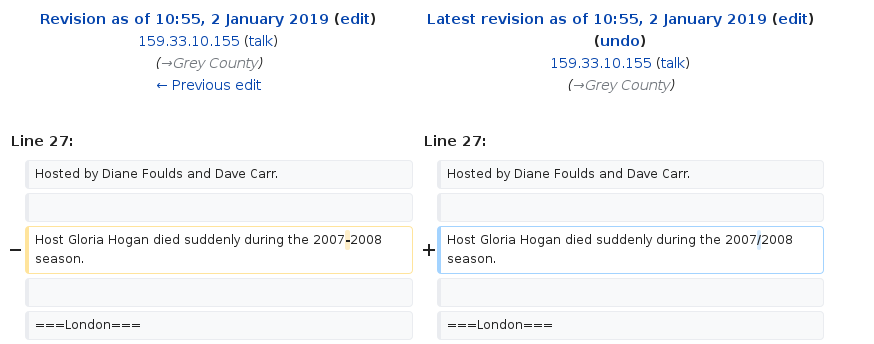 Revision as of 10:55, 2 January 2019 (edit)
159.33.10.155 (talk)
(→Grey County)
← Previous edit
Latest revision as of 10:55, 2 January 2019 (edit)
(undo)
159.33.10.155 (talk)
(→Grey County)
Line 27:
Line 27:
Hosted by Diane Foulds and Dave Carr.
Hosted by Diane Foulds and Dave Carr.
− Host Gloria Hogan died suddenly during the 2007-2008
season.
+ Host Gloria Hogan died suddenly during the 2007/2008
season.
===London===
===London===